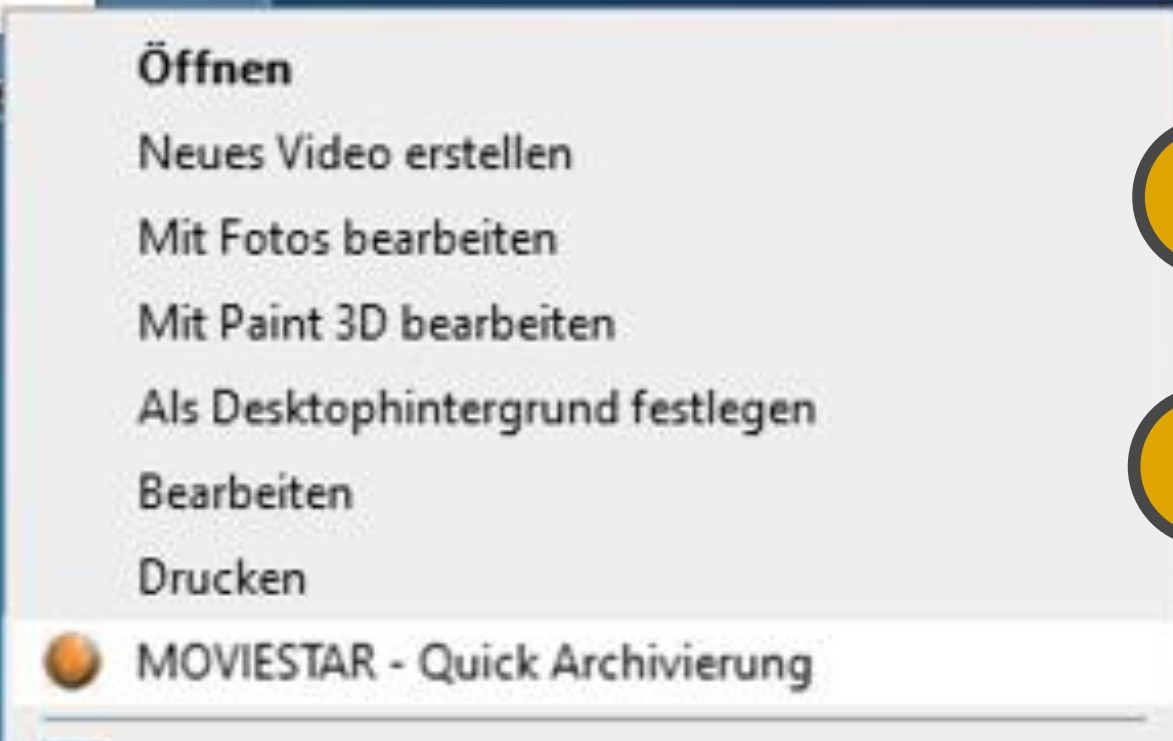 Öffnen
Neues Video erstellen
Mit Fotos bearbeiten
Mit Paint 3D bearbeiten
Als Desktophintergrund festlegen
Bearbeiten
Drucken
MOVIESTAR - Quick Archivierung